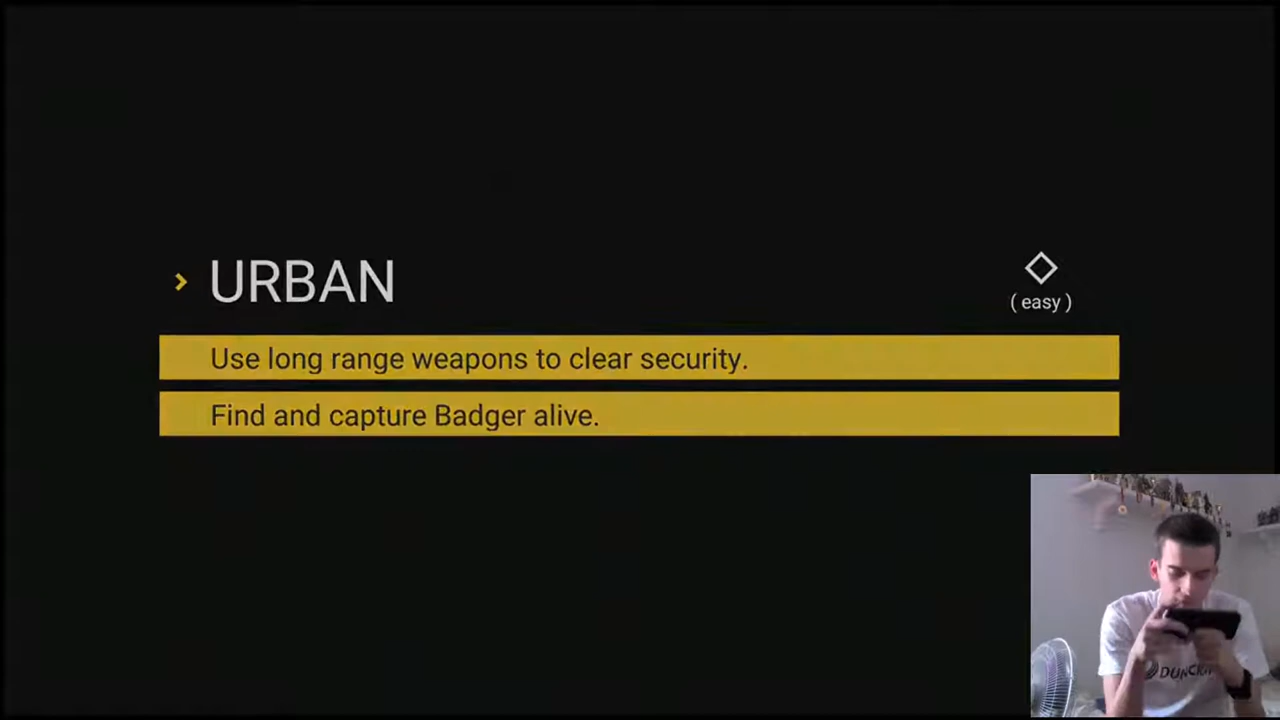 URBAN
( easy )
Use long range weapons to clear security.
Find and capture Badger alive.